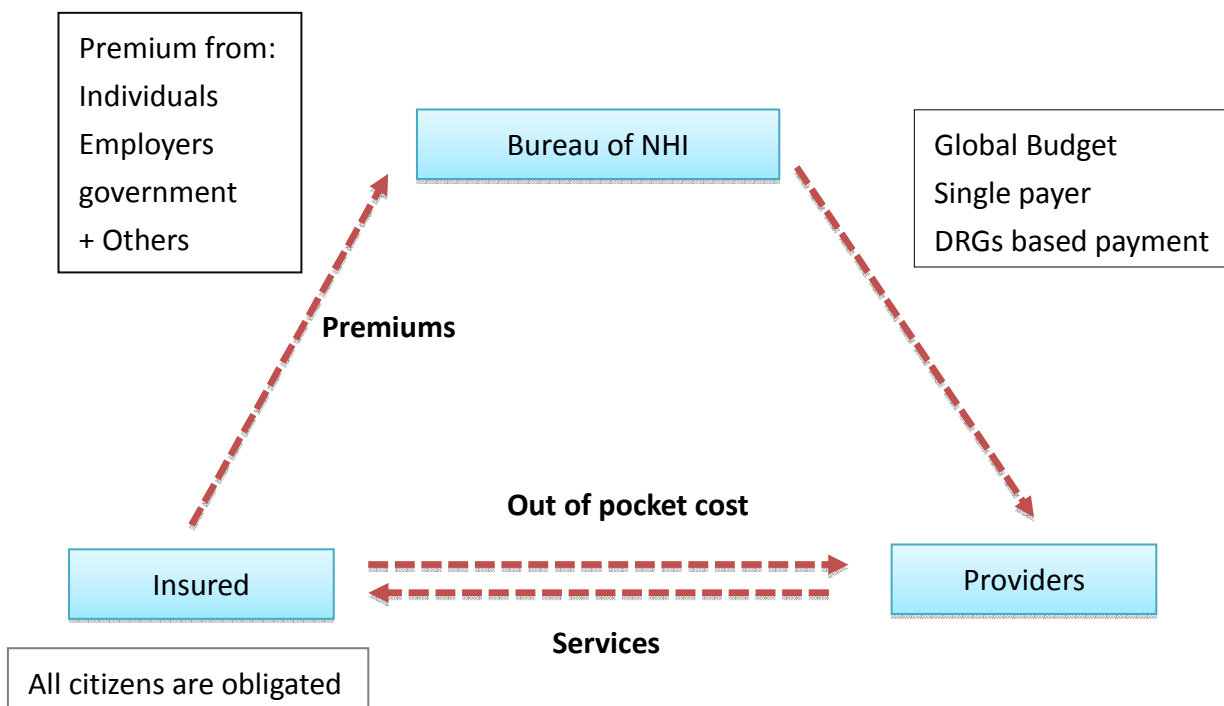 Premium from:
Individuals
Employers
government
+ Others
Bureau of NHI
Global Budget
Single payer
DRGs based payment
Premiums
Out of pocket cost
Insured
Providers
Services
All citizens are obligated